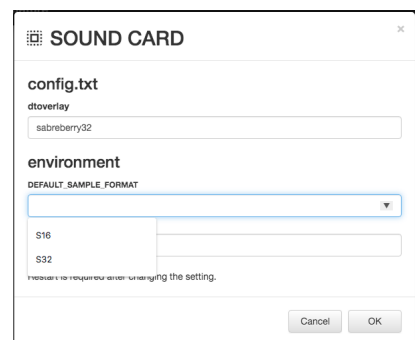 SOUND CARD
×
config.txt
dtoverlay
sabreberry32
environment
DEFAULT_SAMPLE_FORMAT
S16
S32
Restart is required after changing the setting.
Cancel
OK